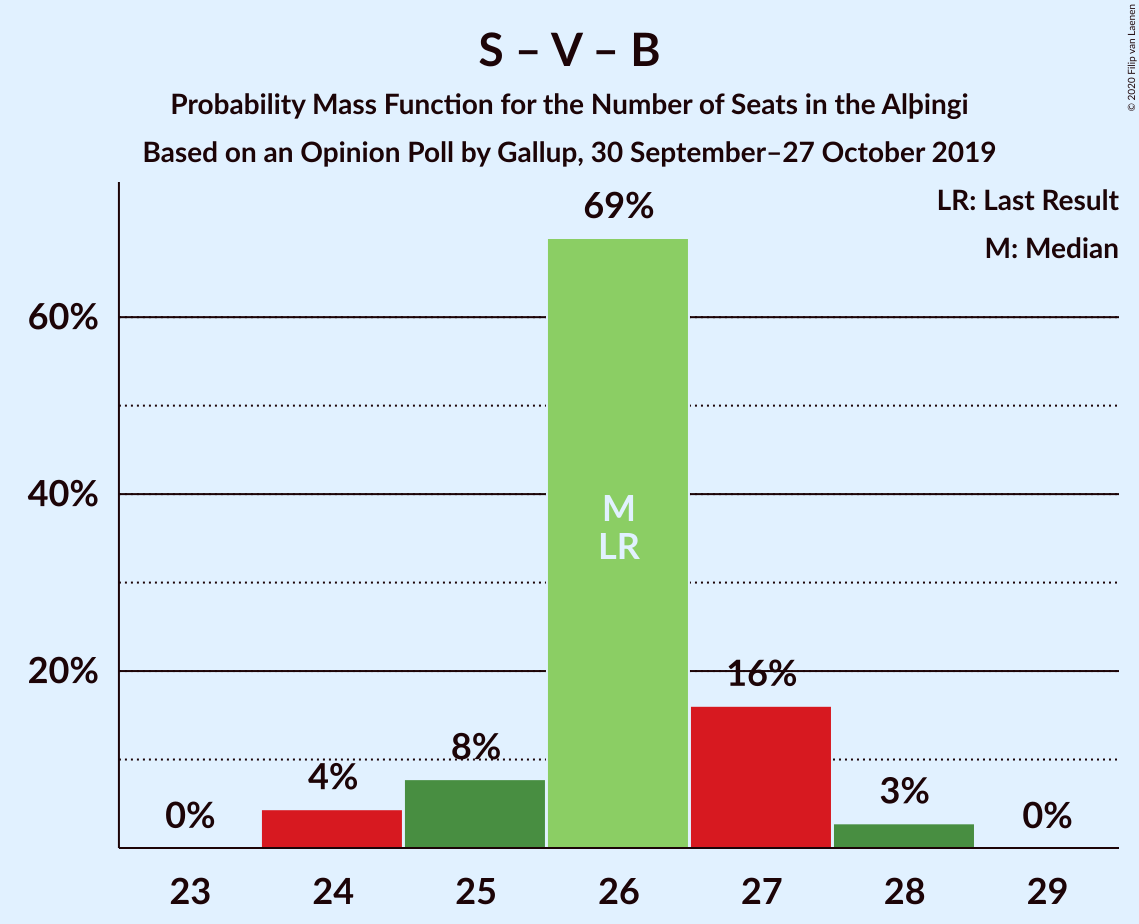 S – V – B
Probability Mass Function for the Number of Seats in the Alþingi
Based on an Opinion Poll by Gallup, 30 September–27 October 2019
© 2020 Filip van Laenen
LR: Last Result
M: Median
69%
60%
40%
M
LR
20%
16%
8%
4%
3%
0%
0%
23 24 25 26 27 28 29